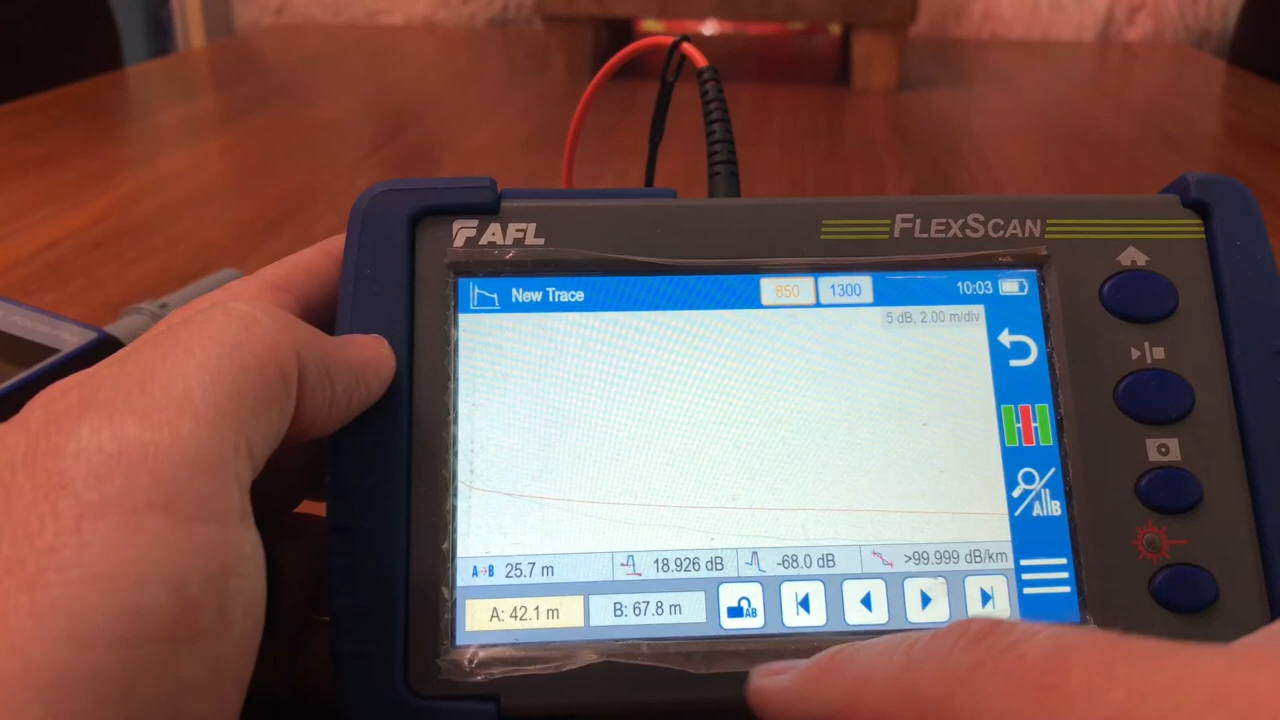 AFL
FLEXSCAN
New Trace
850
1300
10:03
5 dB, 2.00 m/div
A→B 25.7 m
18.926 dB
-68.0 dB
>99.999 dB/km
A: 42.1 m
B: 67.8 m
AB
A||B